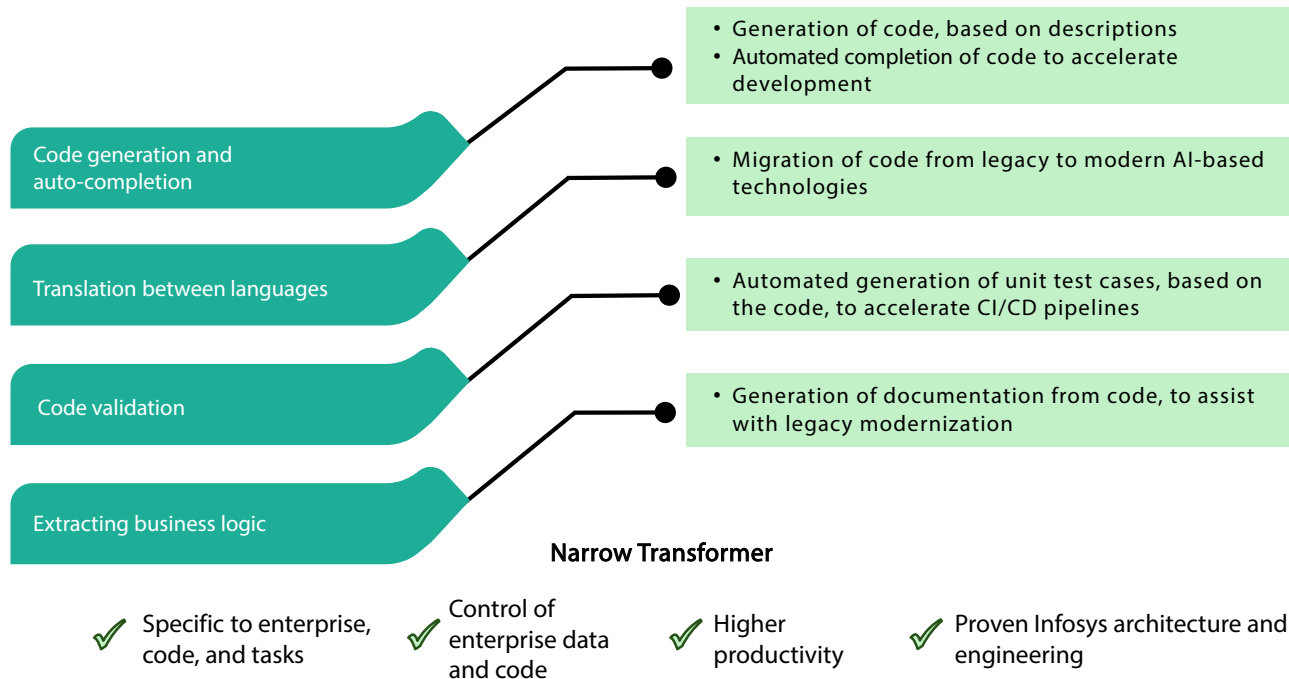 • Generation of code, based on descriptions
• Automated completion of code to accelerate
development
Code generation and
auto-completion
• Migration of code from legacy to modern AI-based
technologies
Translation between languages
• Automated generation of unit test cases, based on
the code, to accelerate CI/CD pipelines
Code validation
• Generation of documentation from code, to assist
with legacy modernization
Extracting business logic
Narrow Transformer
Specific to enterprise,
code, and tasks
Control of
enterprise data
and code
Higher
productivity
Proven Infosys architecture and
engineering